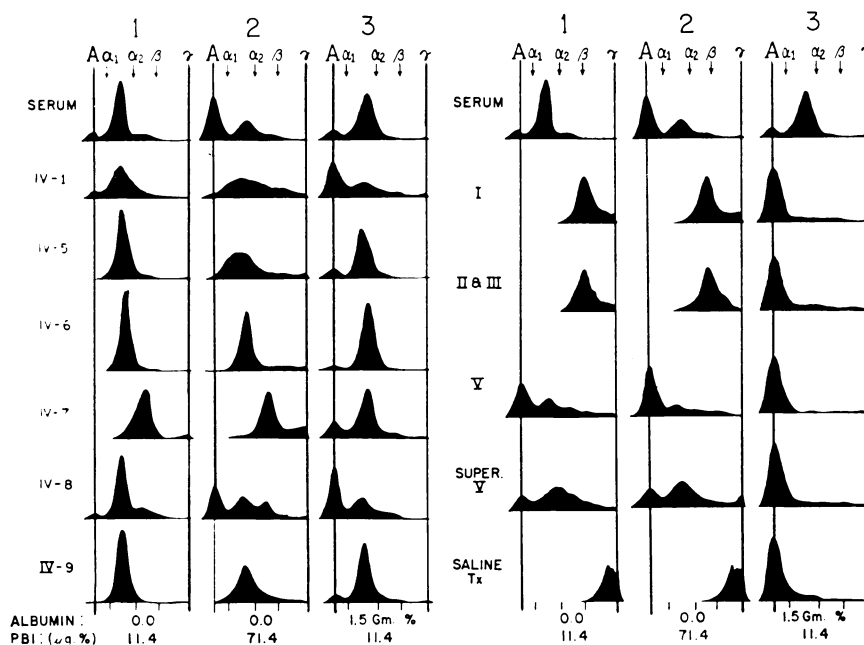 1 2 3
A α₁ α₂ β γ A α₁ α₂ β A α₁ α₂ β γ
SERUM
IV-1
IV-5
IV-6
IV-7
IV-8
IV-9
ALBUMIN: 0.0 0.0 1.5 Gm. %
PBI: (µg.%) 11.4 71.4 11.4
1 2 3
A α₁ α₂ β γ A α₁ α₂ β γ A α₁ α₂ β
SERUM
I
II & III
V
SUPER.
V
SALINE
Tx
0.0 0.0 1.5 Gm. %
11.4 71.4 11.4